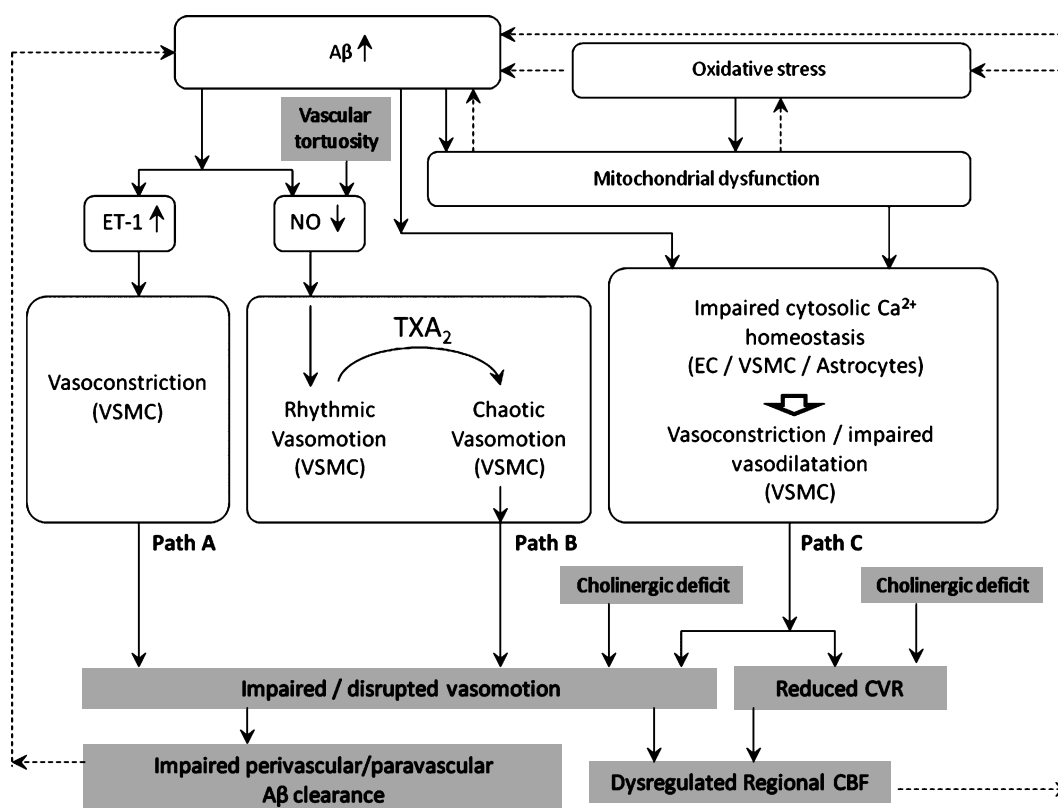 Aβ ↑
Oxidative stress
Vascular
tortuosity
Mitochondrial dysfunction
ET-1 ↑
NO ↓
Vasoconstriction
(VSMC)
TXA₂
Rhythmic
Vasomotion
(VSMC)
Chaotic
Vasomotion
(VSMC)
Impaired cytosolic Ca²⁺
homeostasis
(EC / VSMC / Astrocytes)
Vasoconstriction / impaired
vasodilatation
(VSMC)
Path A
Path B
Path C
Cholinergic deficit
Cholinergic deficit
Impaired / disrupted vasomotion
Reduced CVR
Impaired perivascular/paravascular
Aβ clearance
Dysregulated Regional CBF